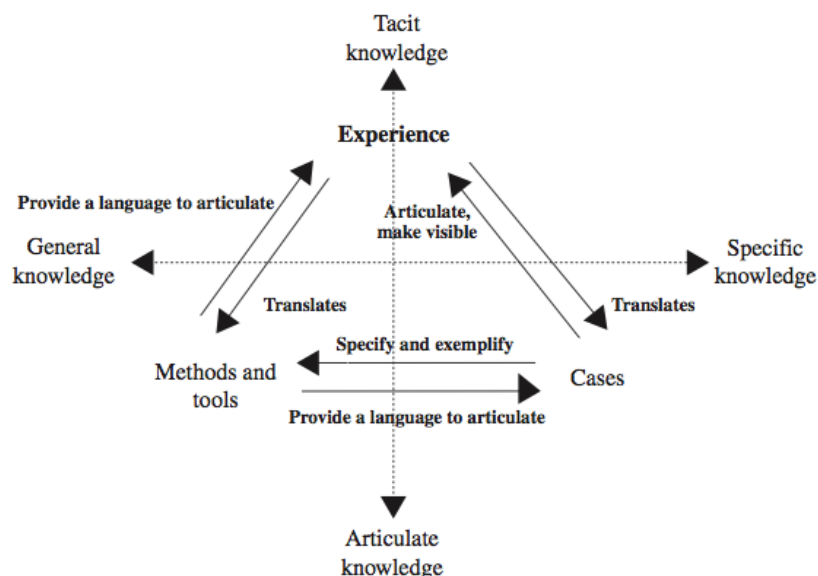 Tacit
knowledge
Experience
Provide a language to articulate
Articulate,
make visible
General
knowledge
Specific
knowledge
Translates
Translates
Specify and exemplify
Methods and
tools
Cases
Provide a language to articulate
Articulate
knowledge